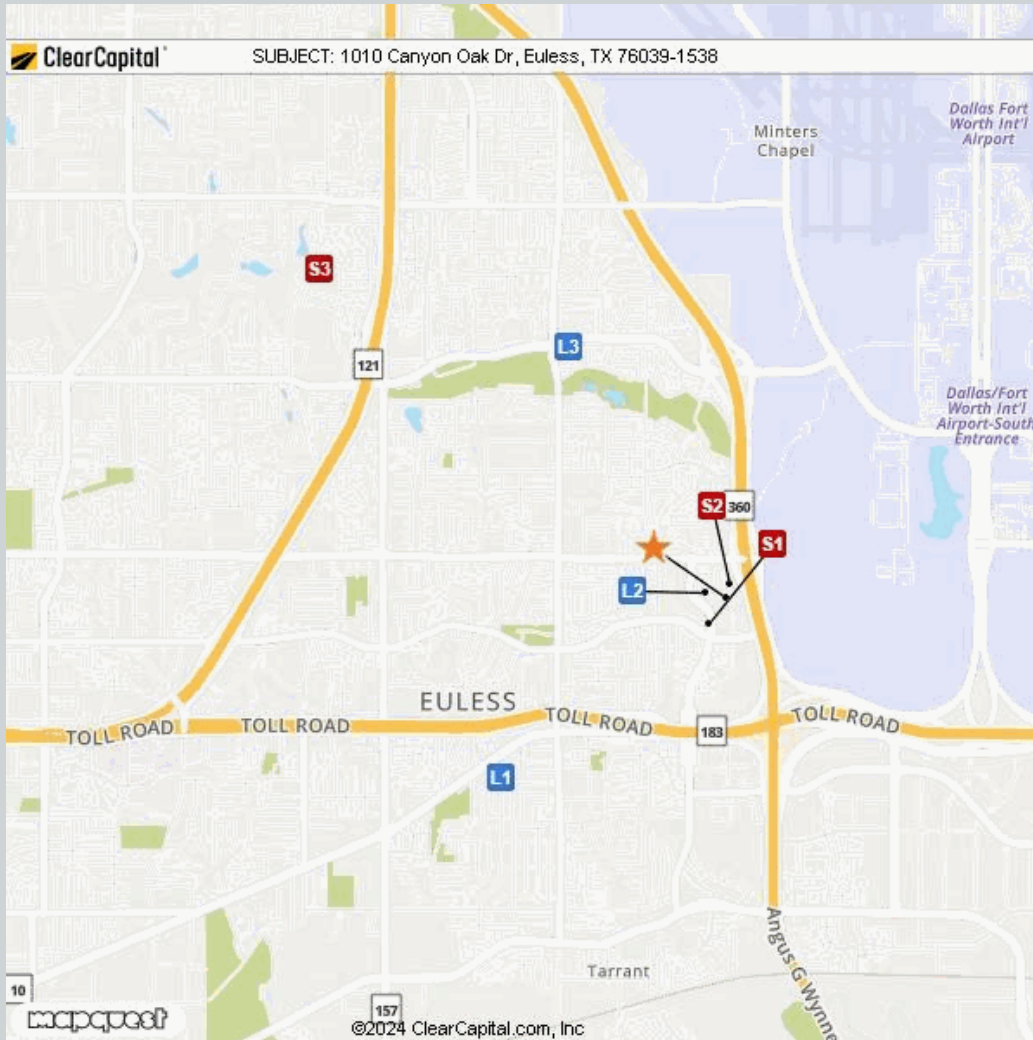 ClearCapital
SUBJECT: 1010 Canyon Oak Dr, Euless, TX 76039-1538
Minters
Chapel
Dallas Fort
Worth Int'l
Airport
S3
L3
121
Dallas/Fort
Worth Int'l
Airport-South
Entrance
S2
360
S1
L2
EULESS
TOLL ROAD
TOLL ROAD
TOLL ROAD
183
TOLL ROAD
L1
Angus G Wynne
Tarrant
10
157
mapquest
©2024 ClearCapital.com, Inc